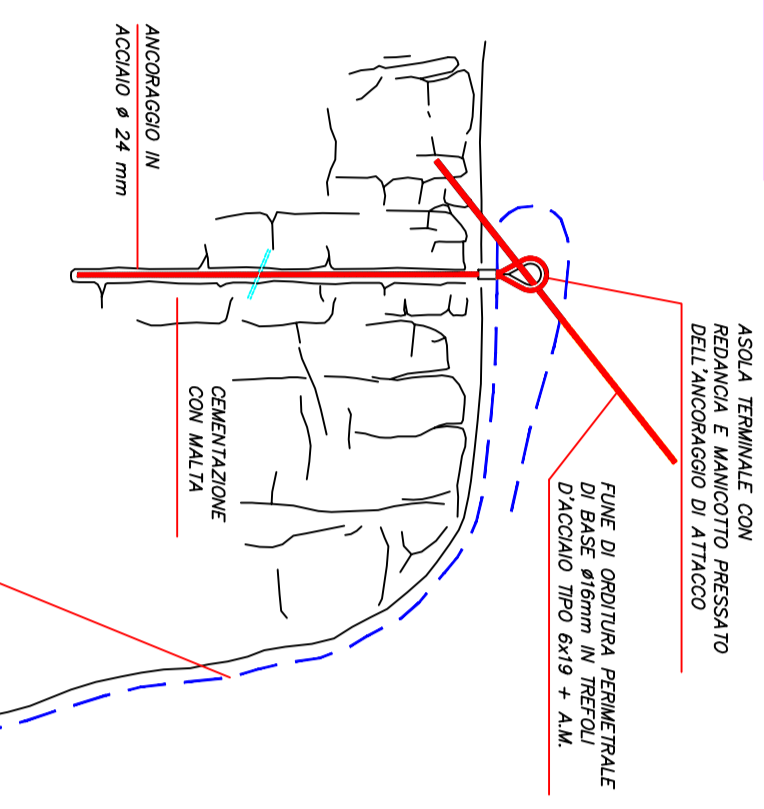 ASOLA TERMINALE CON
REDANCIA E MANICOTTO PRESSATO
DELL'ANCORAGGIO DI ATTACCO
FUNE DI ORDITURA PERIMETRALE
DI BASE ø16mm IN TREFOLI
D'ACCIAIO TIPO 6x19 + A.M.
CEMENTAZIONE
CON MALTA
ANCORAGGIO IN
ACCIAIO ø 24 mm